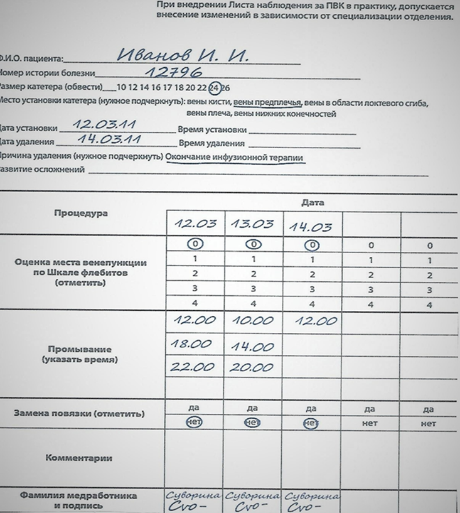 При внедрении Листа наблюдения за ПВК в практику, допускается
внесение изменений в зависимости от специализации отделения.
Ф.И.О. пациента: Иванов И. И.
Номер истории болезни 12796
Размер катетера (обвести) 10 12 14 16 17 18 20 22 24 26
Место установки катетера (нужное подчеркнуть): вены кисти, вены предплечья, вены в области локтевого сгиба,
вены плеча, вены нижних конечностей
Дата установки 12.03.11 Время установки
Дата удаления 14.03.11 Время удаления
Причина удаления (нужное подчеркнуть) Окончание инфузионной терапии
Развитие осложнений
Процедура Дата
12.03 13.03 14.03
Оценка места венепункции
по Шкале флебитов
(отметить)
0 0 0 0 0
1 1 1 1 1
2 2 2 2 2
3 3 3 3 3
4 4 4 4 4
Промывание
(указать время)
12.00 10.00 12.00
18.00 14.00
22.00 20.00
Замена повязки (отметить)
да да да да да
нет нет нет нет нет
Комментарии
Фамилия медработника
и подпись
Суворина Суворина Суворина